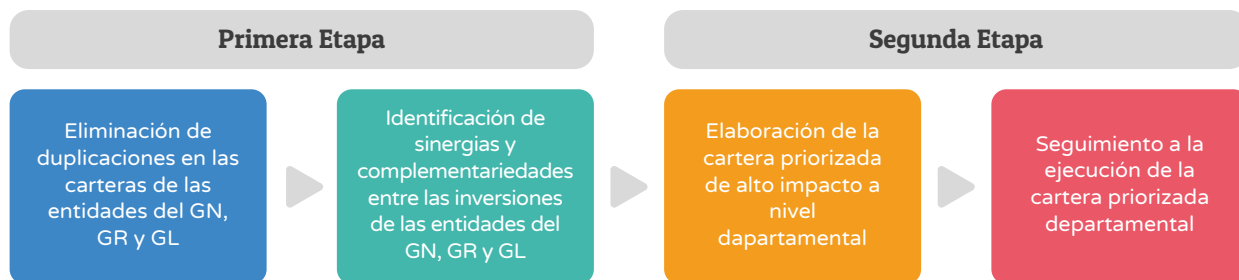 Primera Etapa
Segunda Etapa
Eliminación de
duplicaciones en las
carteras de las
entidades del GN,
GR y GL
Identificación de
sinergias y
complementariedades
entre las inversiones
de las entidades del
GN, GR y GL
Elaboración de la
cartera priorizada
de alto impacto a
nivel
dapartamental
Seguimiento a la
ejecución de la
cartera priorizada
departamental